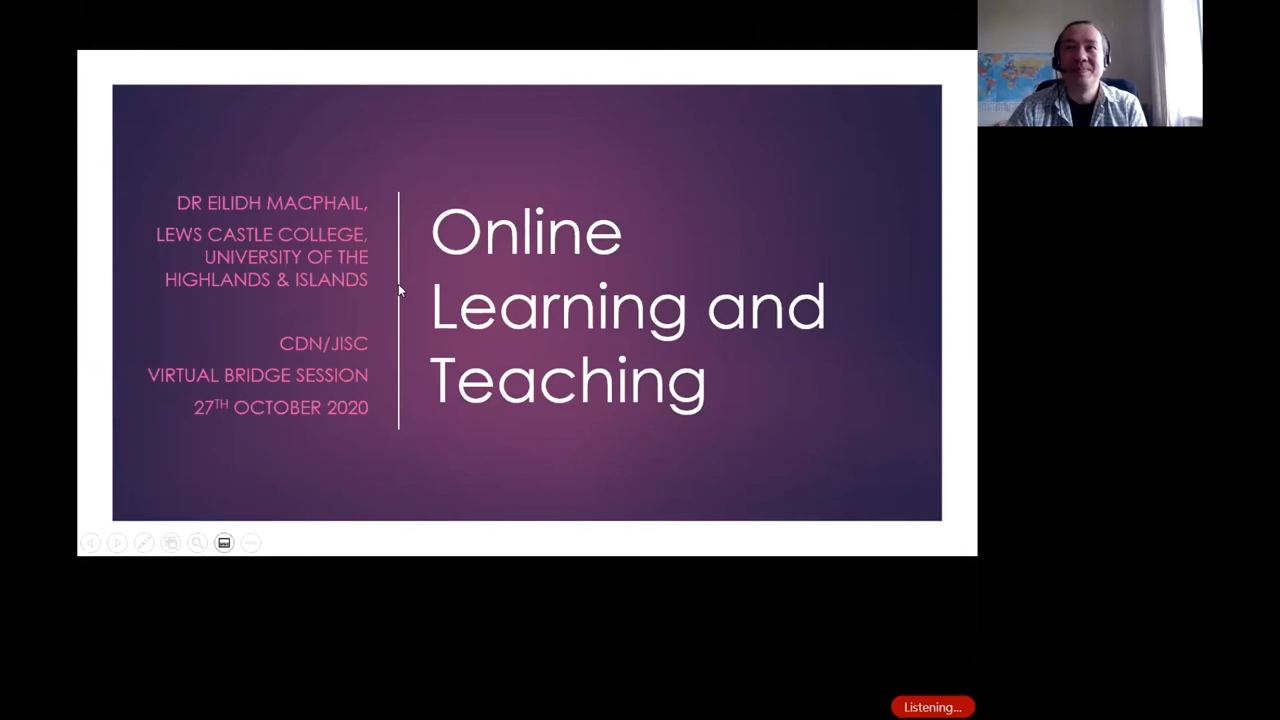 DR EILIDH MACPHAIL,
LEWS CASTLE COLLEGE,
UNIVERSITY OF THE
HIGHLANDS & ISLANDS
CDN/JISC
VIRTUAL BRIDGE SESSION
27TH OCTOBER 2020
Online
Learning and
Teaching
Listening...